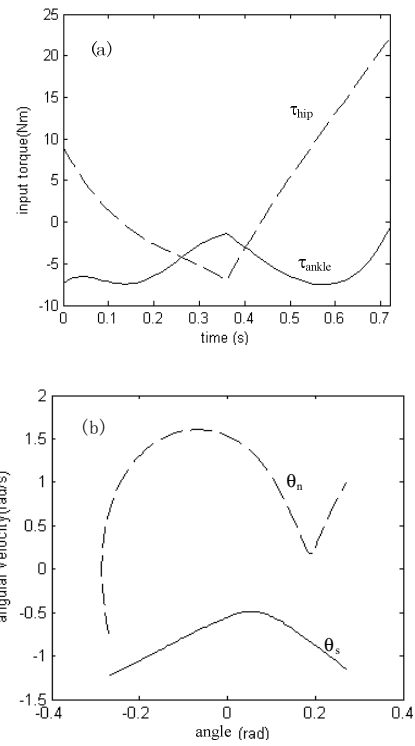 25
20
15
10
5
0
-5
-10
(a)
τhip
τankle
input torque(Nm)
0 0.1 0.2 0.3 0.4 0.5 0.6 0.7
time (s)
2
1.5
1
0.5
0
-0.5
-1
-1.5
(b)
θn
θs
angular velocity(rad/s)
-0.4 -0.2 0 0.2 0.4
angle (rad)